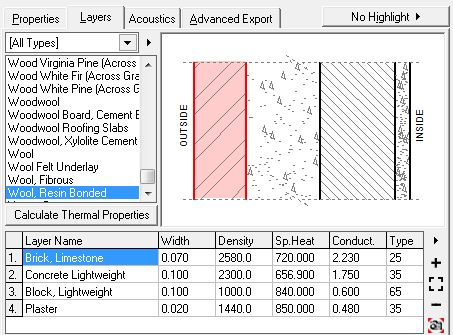 Properties Layers Acoustics Advanced Export No Highlight
[All Types]
Wood Virginia Pine (Across
Wood White Fir (Across Gra
Wood White Pine (Across
Woodwool
Woodwool Board, Cement B
Woodwool Roofing Slabs
Woodwool, Xylolite Cement
Wool
Wool Felt Underlay
Wool, Fibrous
Wool, Resin Bonded
Calculate Thermal Properties
OUTSIDE
INSIDE
Layer Name Width Density Sp.Heat Conduct. Type
1. Brick, Limestone 0.070 2580.0 720.000 2.230 25
2. Concrete Lightweight 0.100 2300.0 656.900 1.750 35
3. Block, Lightweight 0.100 1000.0 840.000 0.600 65
4. Plaster 0.020 1440.0 850.000 0.480 35